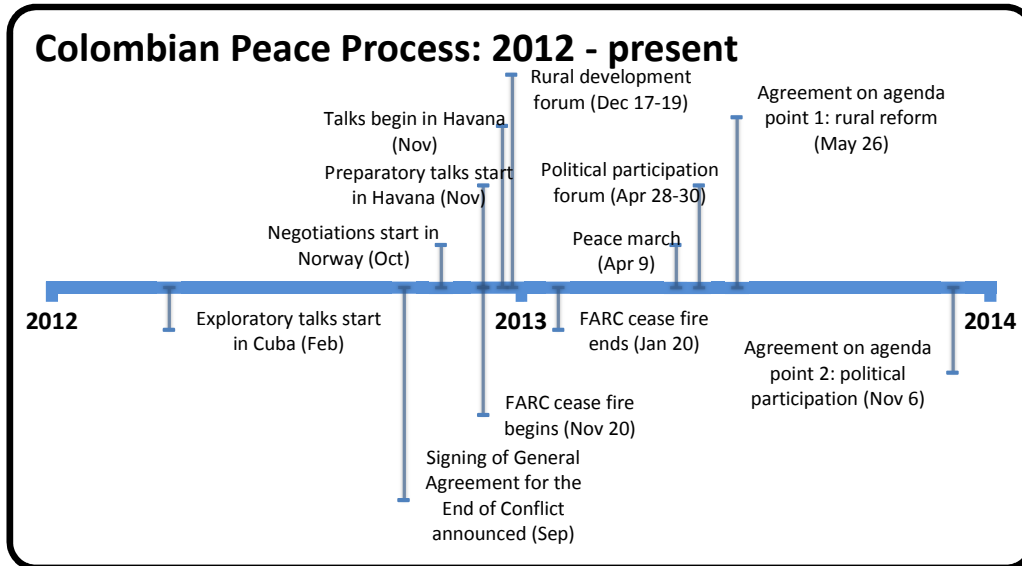 Colombian Peace Process: 2012 - present
Rural development
forum (Dec 17-19)
Agreement on agenda
point 1: rural reform
(May 26)
Talks begin in Havana
(Nov)
Preparatory talks start
in Havana (Nov)
Political participation
forum (Apr 28-30)
Negotiations start in
Norway (Oct)
Peace march
(Apr 9)
2012
2013
2014
Exploratory talks start
in Cuba (Feb)
FARC cease fire
ends (Jan 20)
Agreement on agenda
point 2: political
participation (Nov 6)
FARC cease fire
begins (Nov 20)
Signing of General
Agreement for the
End of Conflict
announced (Sep)